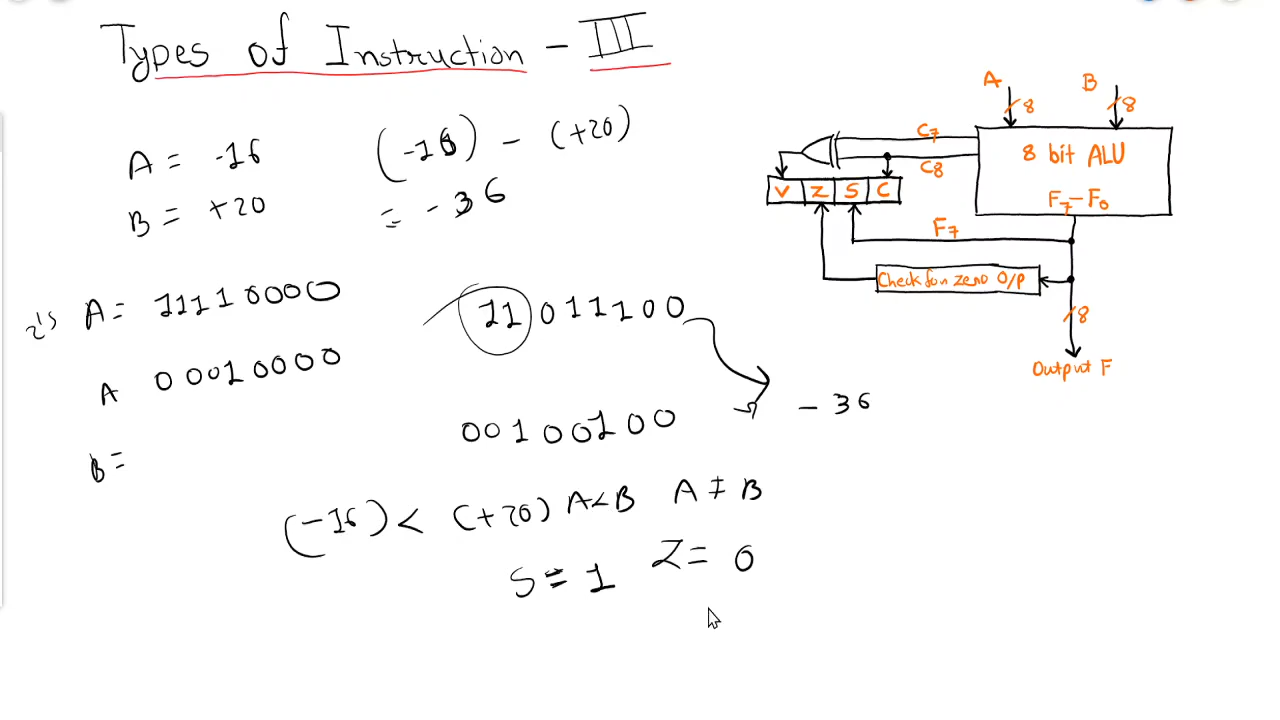 Types of Instruction - III
A = -16
(-16) - (+20)
B = +20
= - 36
2's A = 11110000
11011100
A 00010000
- 36
00100100
B =
(-16) < (+20) A<B A ≠ B
S = 1 Z = 0
A B
8 8
C7
C8
8 bit ALU
F7-F0
V Z S C
F7
Check for zero O/P
8
Output F